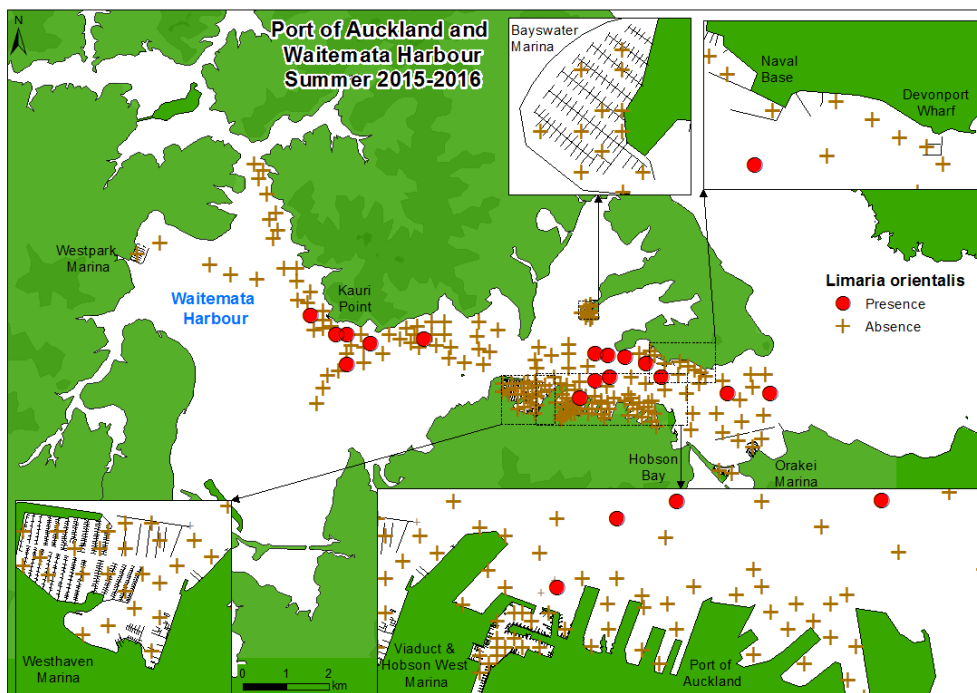 Port of Auckland and
Waitemata Harbour
Summer 2015-2016
N
Bayswater
Marina
Naval
Base
Devonport
Wharf
Westpark
Marina
Kauri
Point
Waitemata
Harbour
Limaria orientalis
Presence
Absence
Hobson
Bay
Orakei
Marina
Westhaven
Marina
Viaduct &
Hobson West
Marina
Port of
Auckland
0 1 2
km